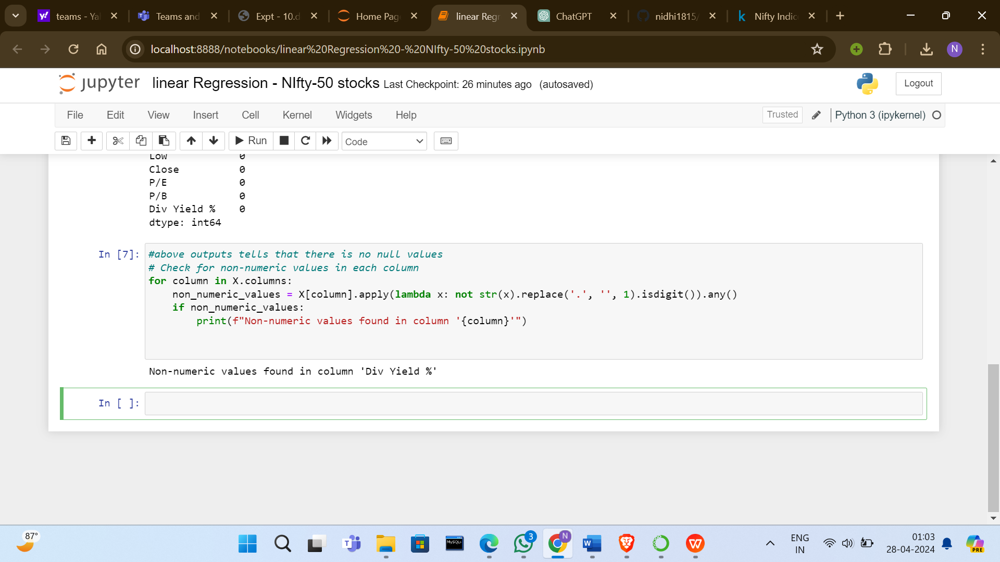 teams - Ya
Teams and
Expt - 10.d
Home Pag
linear Regr
ChatGPT
nidhi1815/
Nifty Indic
localhost:8888/notebooks/linear%20Regression%20-%20NIfty-50%20stocks.ipynb
N
jupyter linear Regression - NIfty-50 stocks Last Checkpoint: 26 minutes ago (autosaved)
Logout
File Edit View Insert Cell Kernel Widgets Help
Trusted
Python 3 (ipykernel)
Run
Code
Low 0
Close 0
P/E 0
P/B 0
Div Yield % 0
dtype: int64
In [7]:
#above outputs tells that there is no null values
# Check for non-numeric values in each column
for column in X.columns:
    non_numeric_values = X[column].apply(lambda x: not str(x).replace('.', '', 1).isdigit()).any()
    if non_numeric_values:
        print(f"Non-numeric values found in column '{column}'")
Non-numeric values found in column 'Div Yield %'
In [ ]:
87°
T
MySQL
3
N
W
ENG
IN
01:03
28-04-2024
PRE